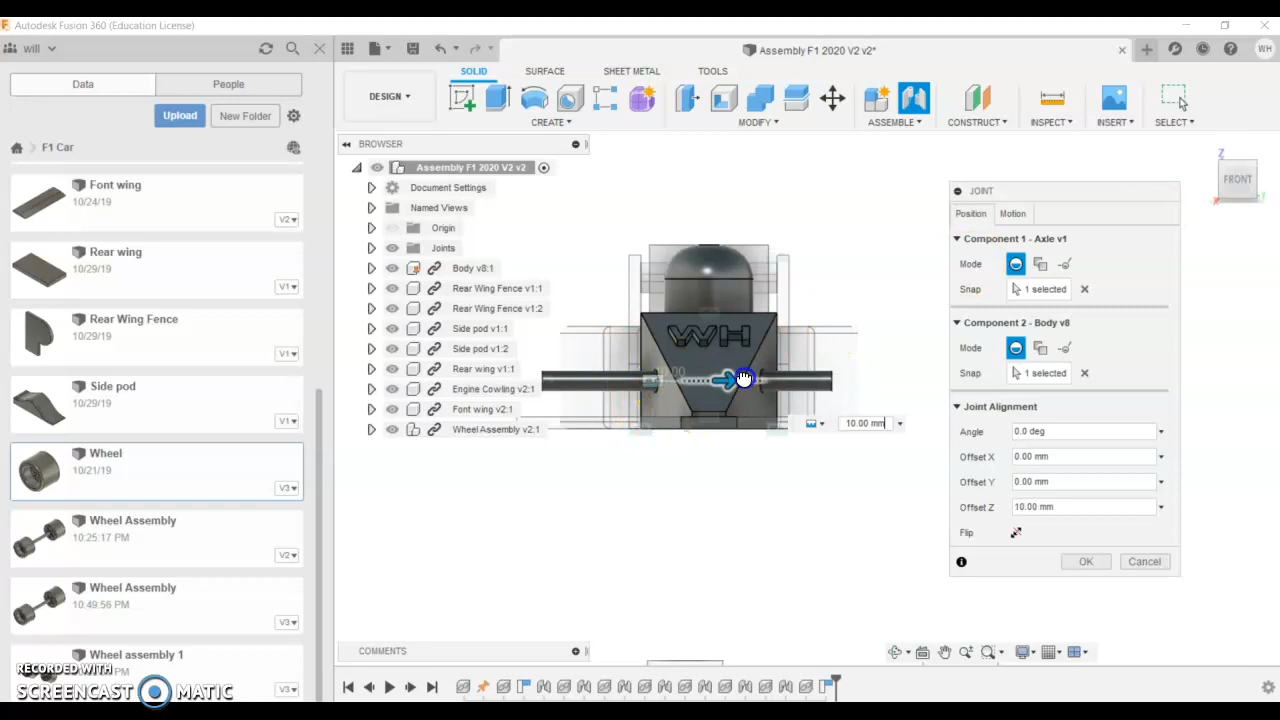 Autodesk Fusion 360 (Education License)
will
Assembly F1 2020 V2 v2*
WH
Data
People
Upload
New Folder
F1 Car
Font wing
10/24/19
V2
Rear wing
10/29/19
V1
Rear Wing Fence
10/29/19
V1
Side pod
10/29/19
V1
Wheel
10/21/19
V3
Wheel Assembly
10:25:17 PM
V2
Wheel Assembly
10:49:56 PM
V3
Wheel assembly 1
V3
RECORDED WITH
SCREENCAST MATIC
SOLID
SURFACE
SHEET METAL
TOOLS
DESIGN
CREATE
MODIFY
ASSEMBLE
CONSTRUCT
INSPECT
INSERT
SELECT
BROWSER
Assembly F1 2020 V2 v2
Document Settings
Named Views
Origin
Joints
Body v8:1
Rear Wing Fence v1:1
Rear Wing Fence v1:2
Side pod v1:1
Side pod v1:2
Rear wing v1:1
Engine Cowling v2:1
Font wing v2:1
Wheel Assembly v2:1
WH
10.00
10.00 mm
Z
FRONT
X
Y
JOINT
Position
Motion
Component 1 - Axle v1
Mode
Snap
1 selected
Component 2 - Body v8
Mode
Snap
1 selected
Joint Alignment
Angle
0.0 deg
Offset X
0.00 mm
Offset Y
0.00 mm
Offset Z
10.00 mm
Flip
OK
Cancel
COMMENTS